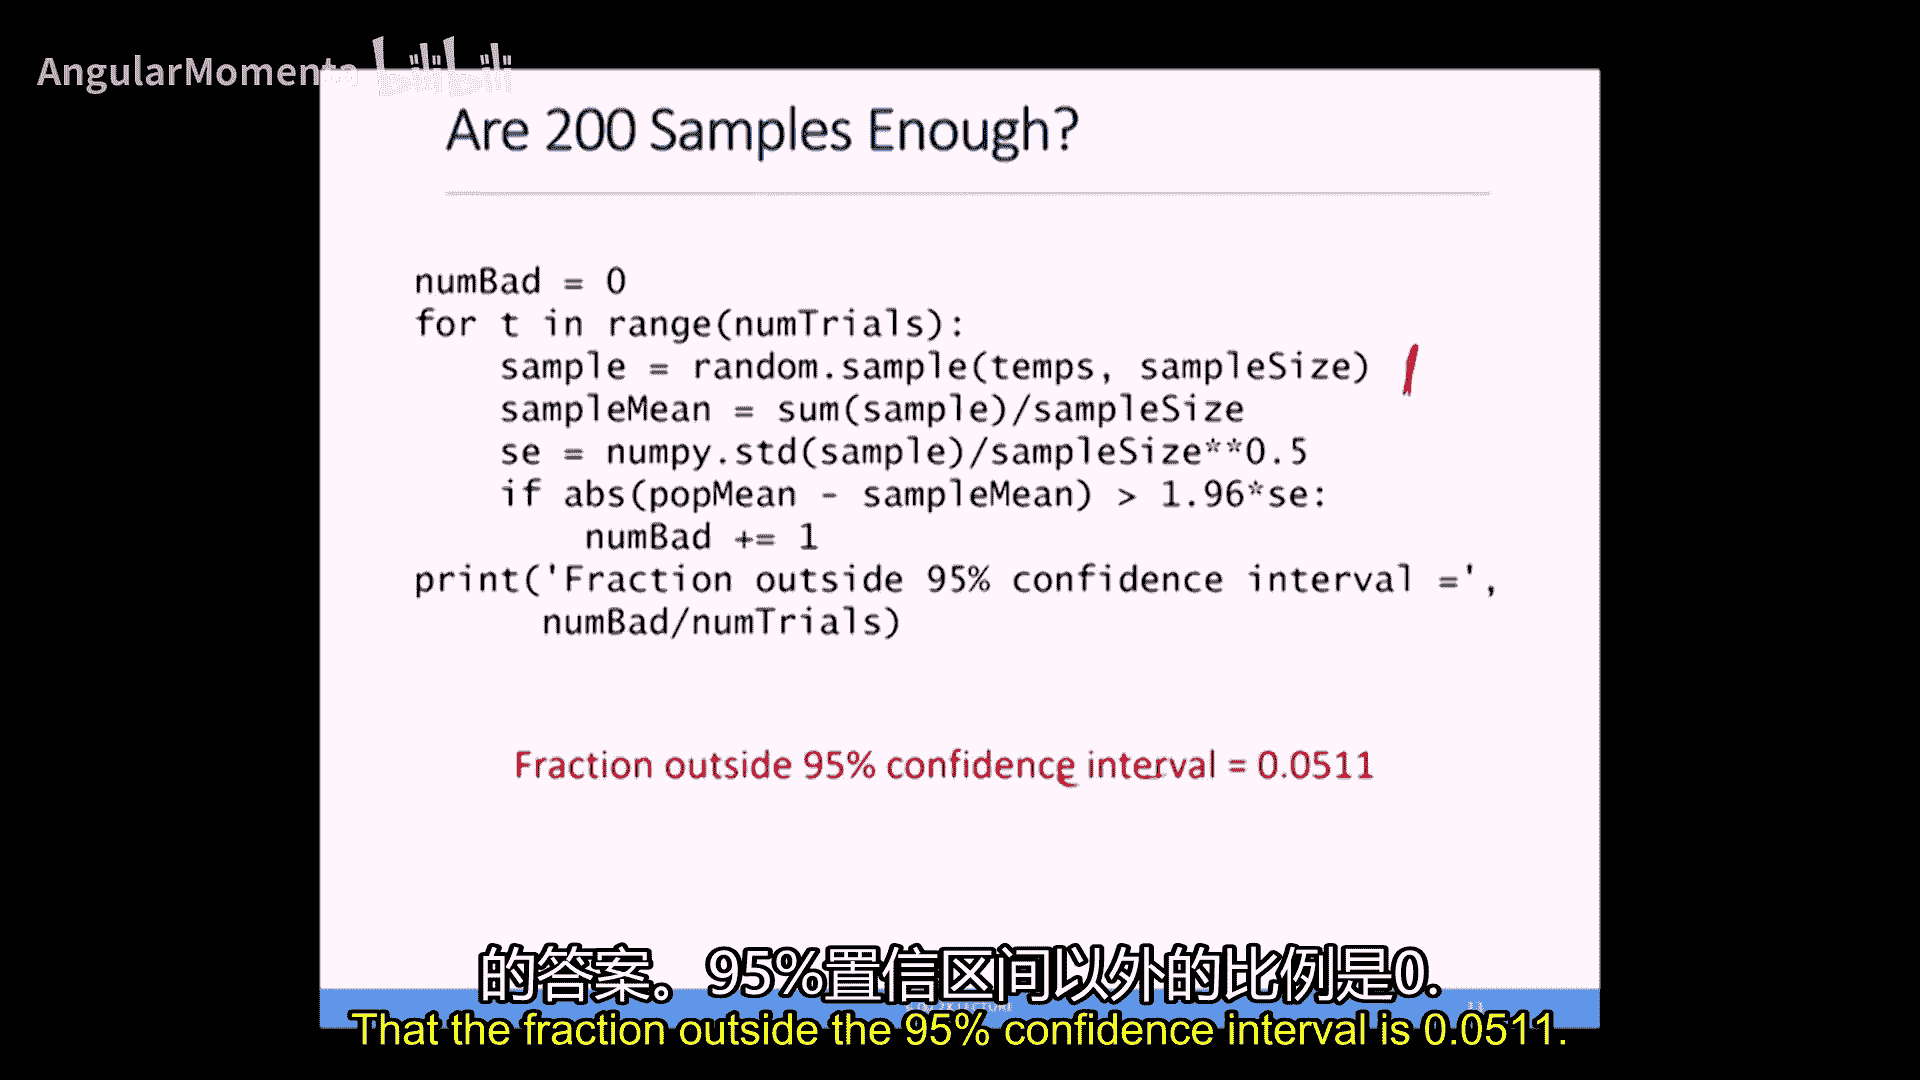 AngularMomenta bilibili
Are 200 Samples Enough?
numBad = 0
for t in range(numTrials):
    sample = random.sample(temps, sampleSize)
    sampleMean = sum(sample)/sampleSize
    se = numpy.std(sample)/sampleSize**0.5
    if abs(popMean - sampleMean) > 1.96*se:
        numBad += 1
print('Fraction outside 95% confidence interval =',
      numBad/numTrials)
Fraction outside 95% confidence interval = 0.0511
的答案。95%置信区间以外的比例是0.
That the fraction outside the 95% confidence interval is 0.0511.